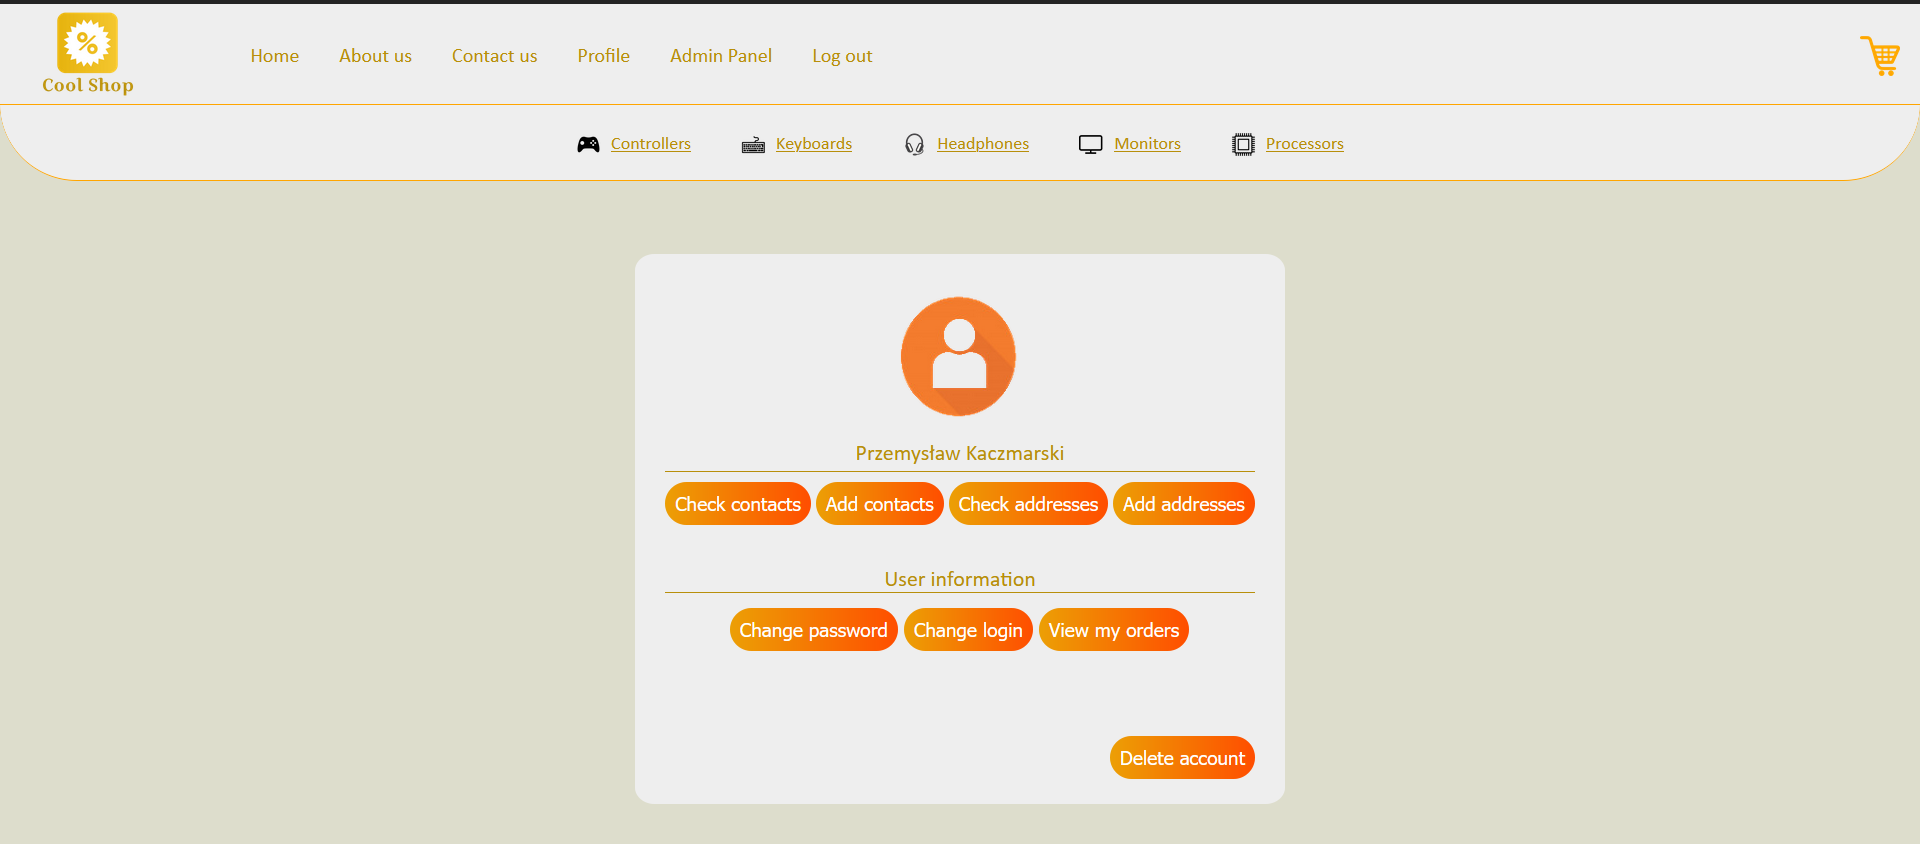 Cool Shop
Home About us Contact us Profile Admin Panel Log out
Controllers Keyboards Headphones Monitors Processors
Przemysław Kaczmarski
Check contacts Add contacts Check addresses Add addresses
User information
Change password Change login View my orders
Delete account